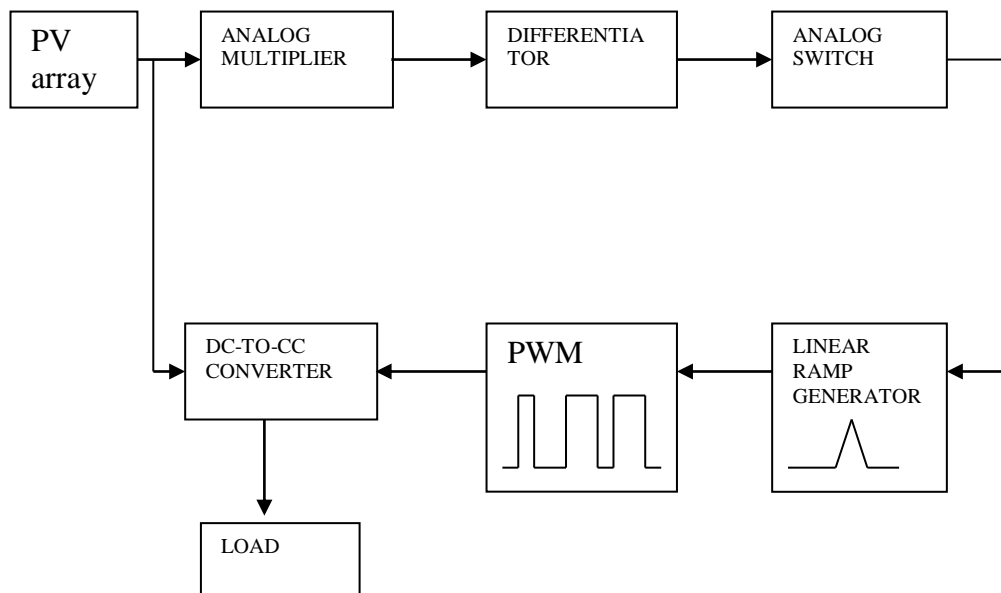 PV
array
ANALOG
MULTIPLIER
DIFFERENTIA
TOR
ANALOG
SWITCH
DC-TO-CC
CONVERTER
PWM
LINEAR
RAMP
GENERATOR
LOAD